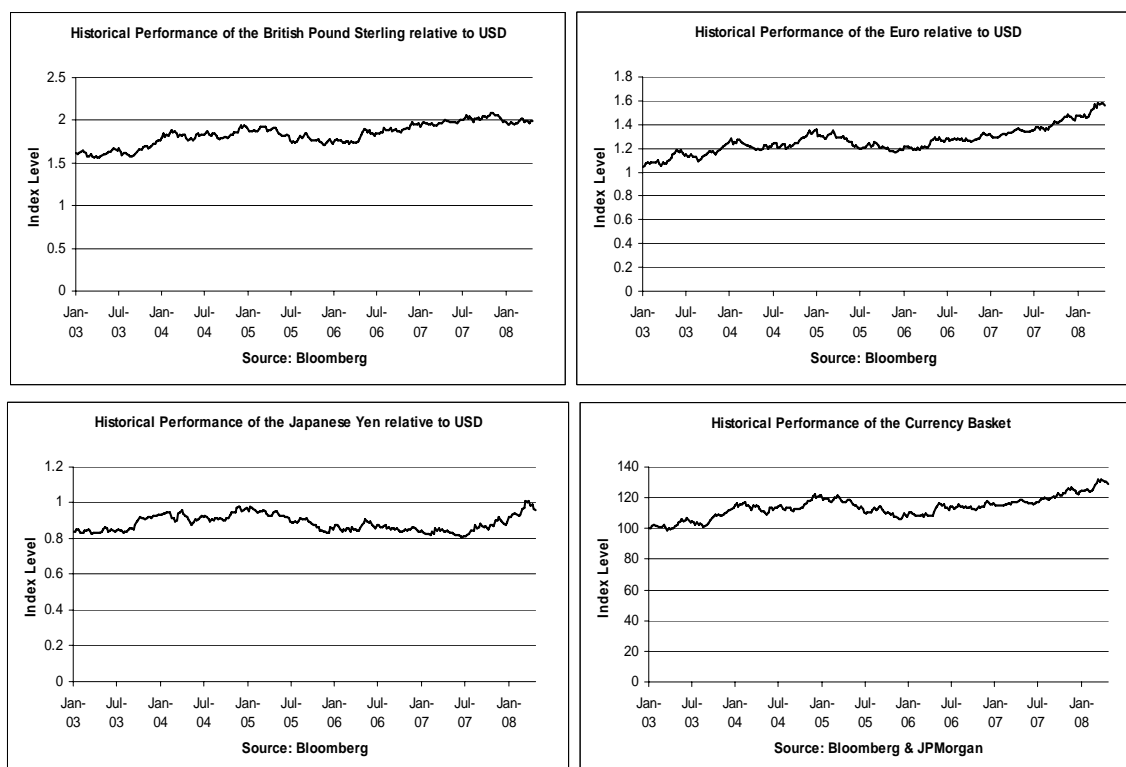 Historical Performance of the British Pound Sterling relative to USD
Index Level
2.5
2
1.5
1
0.5
0
Jan- Jul- Jan- Jul- Jan- Jul- Jan- Jul- Jan- Jul- Jan-
03 03 04 04 05 05 06 06 07 07 08
Source: Bloomberg
Historical Performance of the Euro relative to USD
Index Level
1.8
1.6
1.4
1.2
1
0.8
0.6
0.4
0.2
0
Jan- Jul- Jan- Jul- Jan- Jul- Jan- Jul- Jan- Jul- Jan-
03 03 04 04 05 05 06 06 07 07 08
Source: Bloomberg
Historical Performance of the Japanese Yen relative to USD
Index Level
1.2
1
0.8
0.6
0.4
0.2
0
Jan- Jul- Jan- Jul- Jan- Jul- Jan- Jul- Jan- Jul- Jan-
03 03 04 04 05 05 06 06 07 07 08
Source: Bloomberg
Historical Performance of the Currency Basket
Index Level
140
120
100
80
60
40
20
0
Jan- Jul- Jan- Jul- Jan- Jul- Jan- Jul- Jan- Jul- Jan-
03 03 04 04 05 05 06 06 07 07 08
Source: Bloomberg & JPMorgan